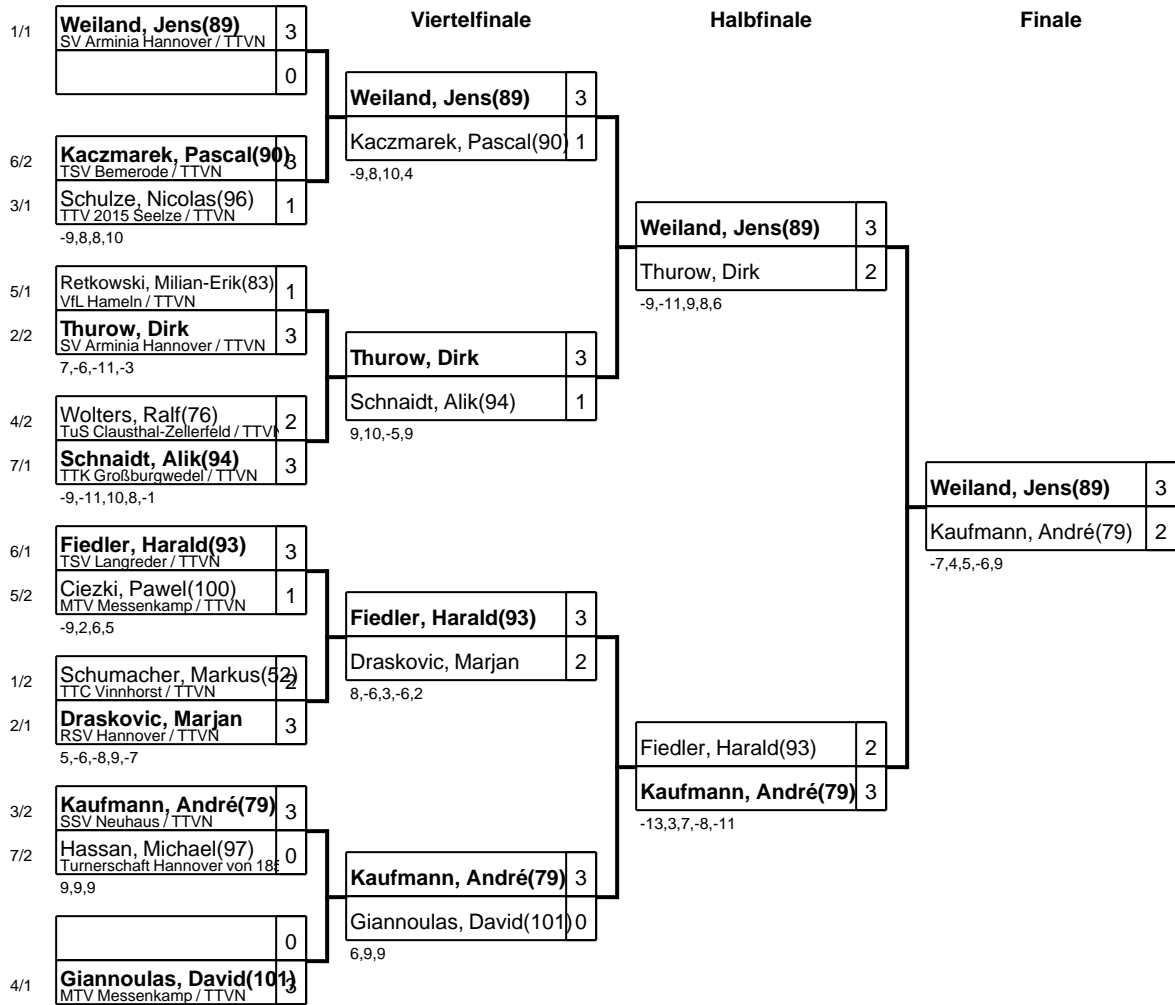 Viertelfinale
Halbfinale
Finale
1/1
Weiland, Jens(89) 3
SV Arminia Hannover / TTVN
0
6/2
Kaczmarek, Pascal(90) 3
TSV Bemerode / TTVN
3/1
Schulze, Nicolas(96) 1
TTV 2015 Seelze / TTVN
-9,8,8,10
5/1
Retkowski, Milian-Erik(83) 1
VfL Hameln / TTVN
2/2
Thurow, Dirk 3
SV Arminia Hannover / TTVN
7,-6,-11,-3
4/2
Wolters, Ralf(76) 2
TuS Clausthal-Zellerfeld / TTVN
7/1
Schnaidt, Alik(94) 3
TTK Großburgwedel / TTVN
-9,-11,10,8,-1
6/1
Fiedler, Harald(93) 3
TSV Langreder / TTVN
5/2
Ciezki, Pawel(100) 1
MTV Messenkamp / TTVN
-9,2,6,5
1/2
Schumacher, Markus(52) 2
TTC Vinnhorst / TTVN
2/1
Draskovic, Marjan 3
RSV Hannover / TTVN
5,-6,-8,9,-7
3/2
Kaufmann, André(79) 3
SSV Neuhaus / TTVN
7/2
Hassan, Michael(97) 0
Turnerschaft Hannover von 185
9,9,9
0
4/1
Giannoulas, David(101) 3
MTV Messenkamp / TTVN
Weiland, Jens(89) 3
Kaczmarek, Pascal(90) 1
-9,8,10,4
Thurow, Dirk 3
Schnaidt, Alik(94) 1
9,10,-5,9
Fiedler, Harald(93) 3
Draskovic, Marjan 2
8,-6,3,-6,2
Kaufmann, André(79) 3
Giannoulas, David(101) 0
6,9,9
Weiland, Jens(89) 3
Thurow, Dirk 2
-9,-11,9,8,6
Fiedler, Harald(93) 2
Kaufmann, André(79) 3
-13,3,7,-8,-11
Weiland, Jens(89) 3
Kaufmann, André(79) 2
-7,4,5,-6,9